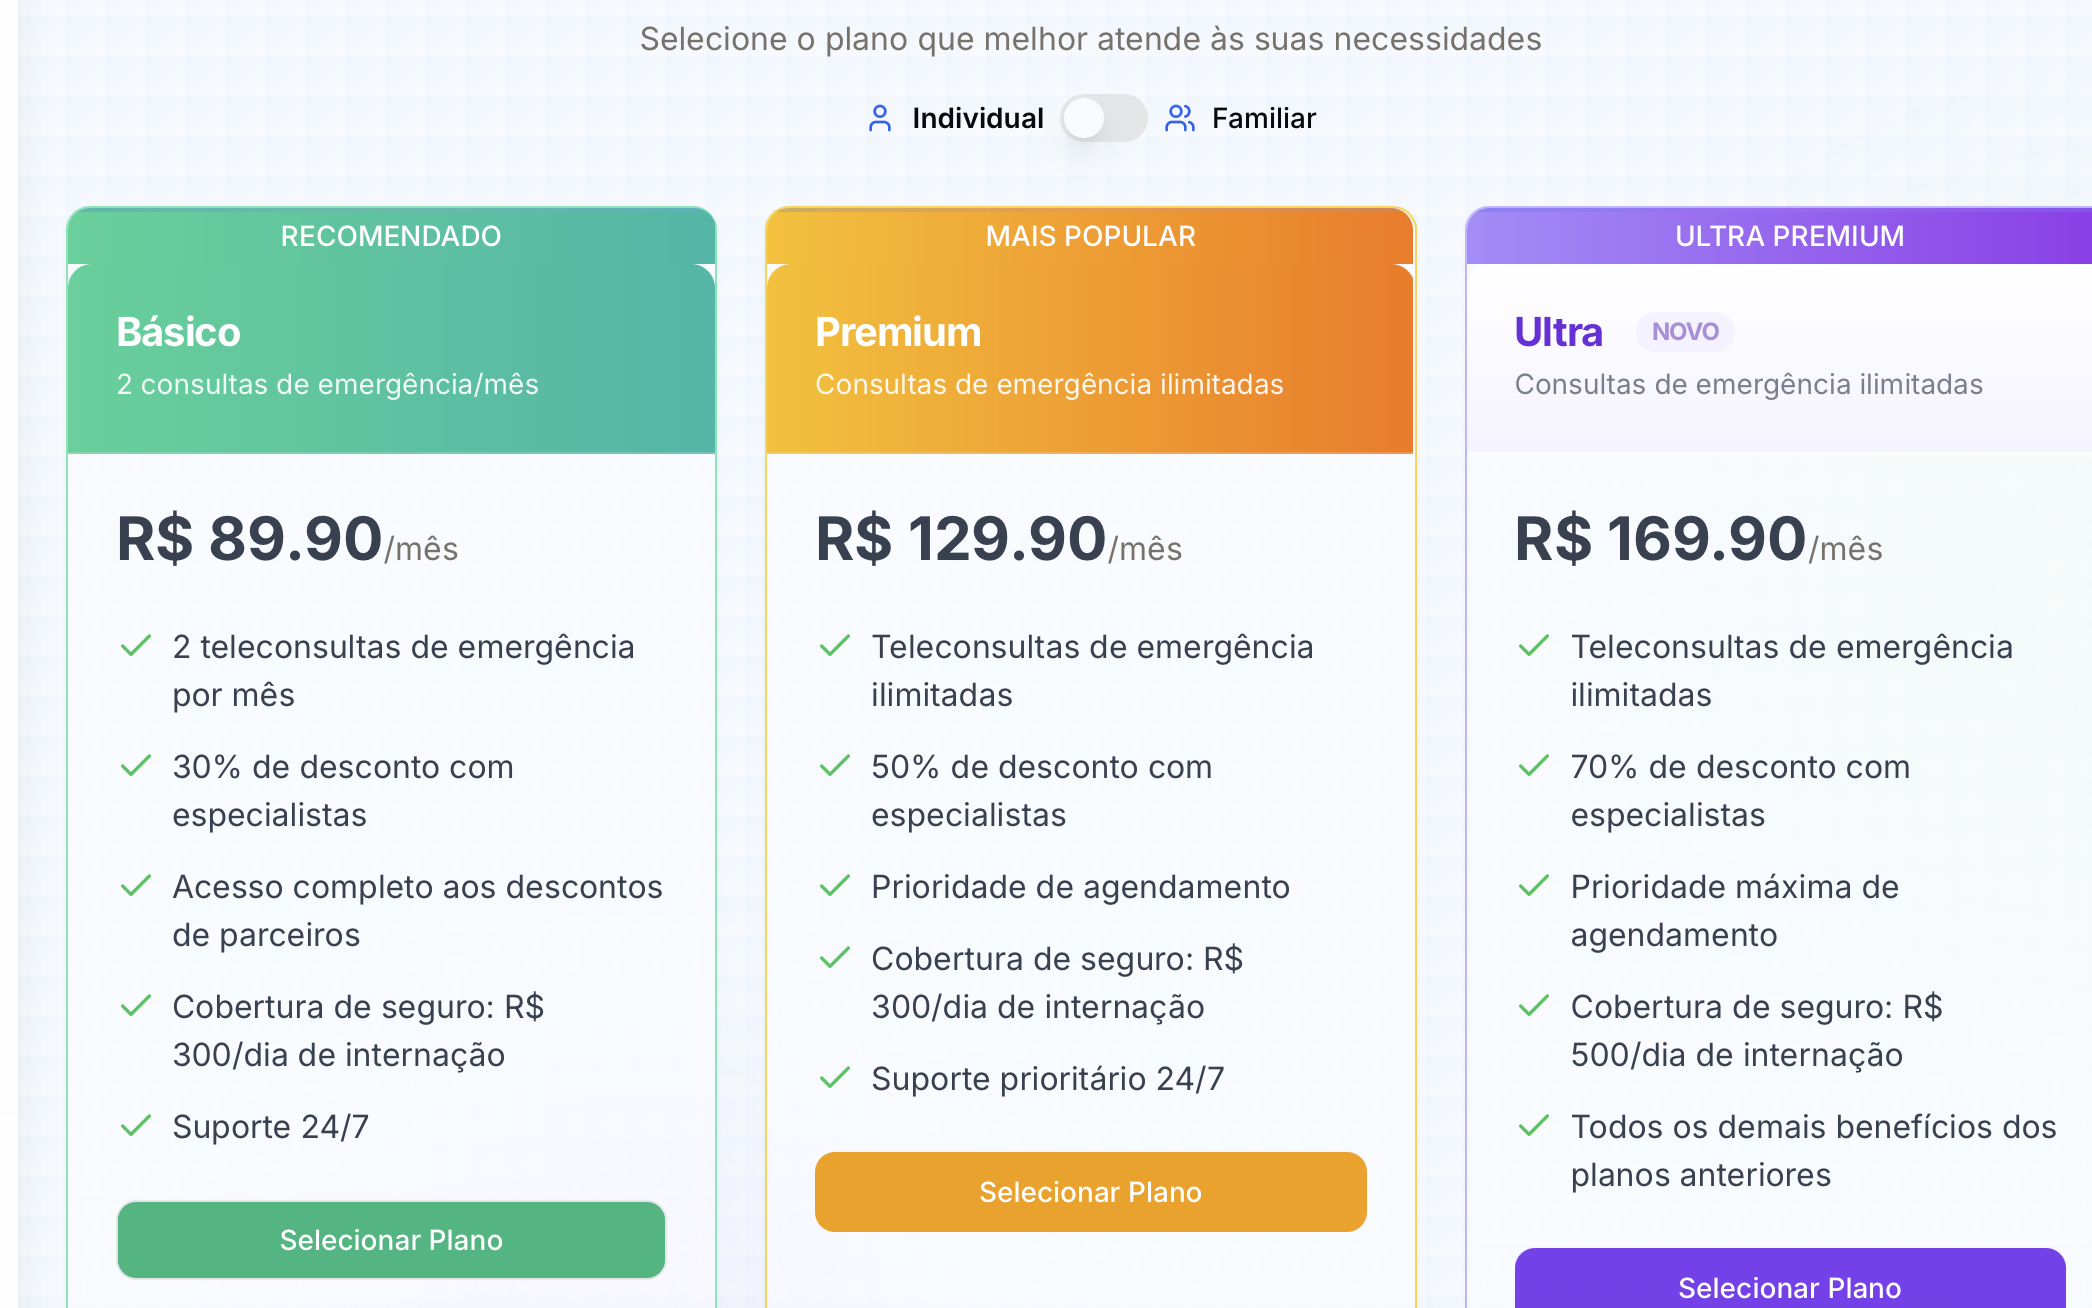 Selecione o plano que melhor atende às suas necessidades
Individual
Familiar
RECOMENDADO
Básico
2 consultas de emergência/mês
R$ 89.90/mês
2 teleconsultas de emergência
por mês
30% de desconto com
especialistas
Acesso completo aos descontos
de parceiros
Cobertura de seguro: R$
300/dia de internação
Suporte 24/7
Selecionar Plano
MAIS POPULAR
Premium
Consultas de emergência ilimitadas
R$ 129.90/mês
Teleconsultas de emergência
ilimitadas
50% de desconto com
especialistas
Prioridade de agendamento
Cobertura de seguro: R$
300/dia de internação
Suporte prioritário 24/7
Selecionar Plano
ULTRA PREMIUM
Ultra NOVO
Consultas de emergência ilimitadas
R$ 169.90/mês
Teleconsultas de emergência
ilimitadas
70% de desconto com
especialistas
Prioridade máxima de
agendamento
Cobertura de seguro: R$
500/dia de internação
Todos os demais benefícios dos
planos anteriores
Selecionar Plano